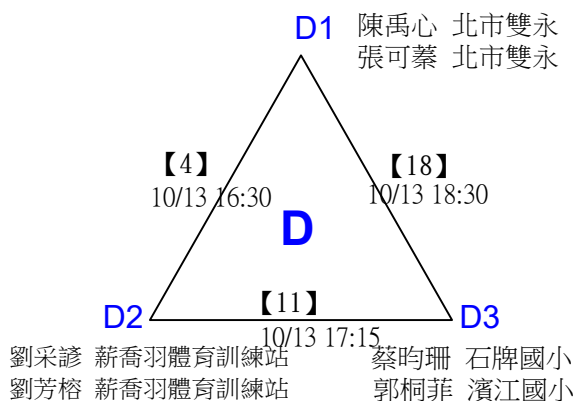 D1
陳禹心 北市雙永
張可蓁 北市雙永
【4】
10/13 16:30
【18】
10/13 18:30
D
【11】
10/13 17:15
D2
D3
劉采諺 薪喬羽體育訓練站
劉芳榕 薪喬羽體育訓練站
蔡昀珊 石牌國小
郭桐菲 濱江國小